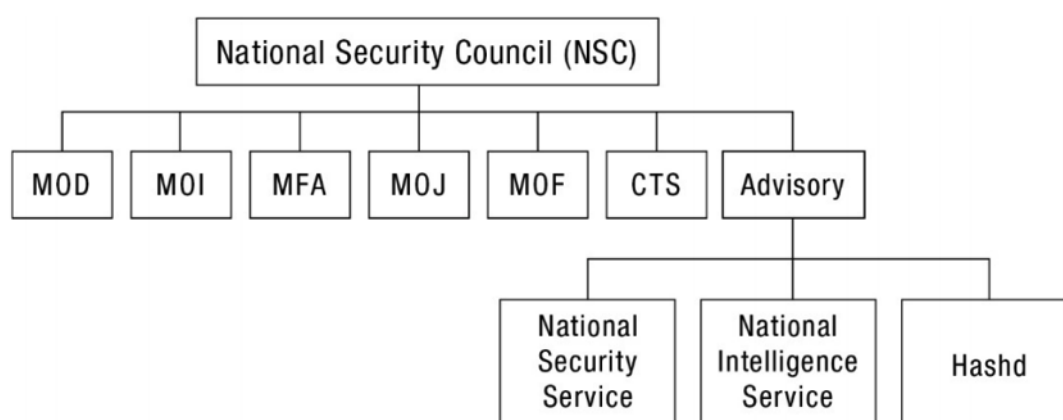 National Security Council (NSC)
MOD
MOI
MFA
MOJ
MOF
CTS
Advisory
National
Security
Service
National
Intelligence
Service
Hashd